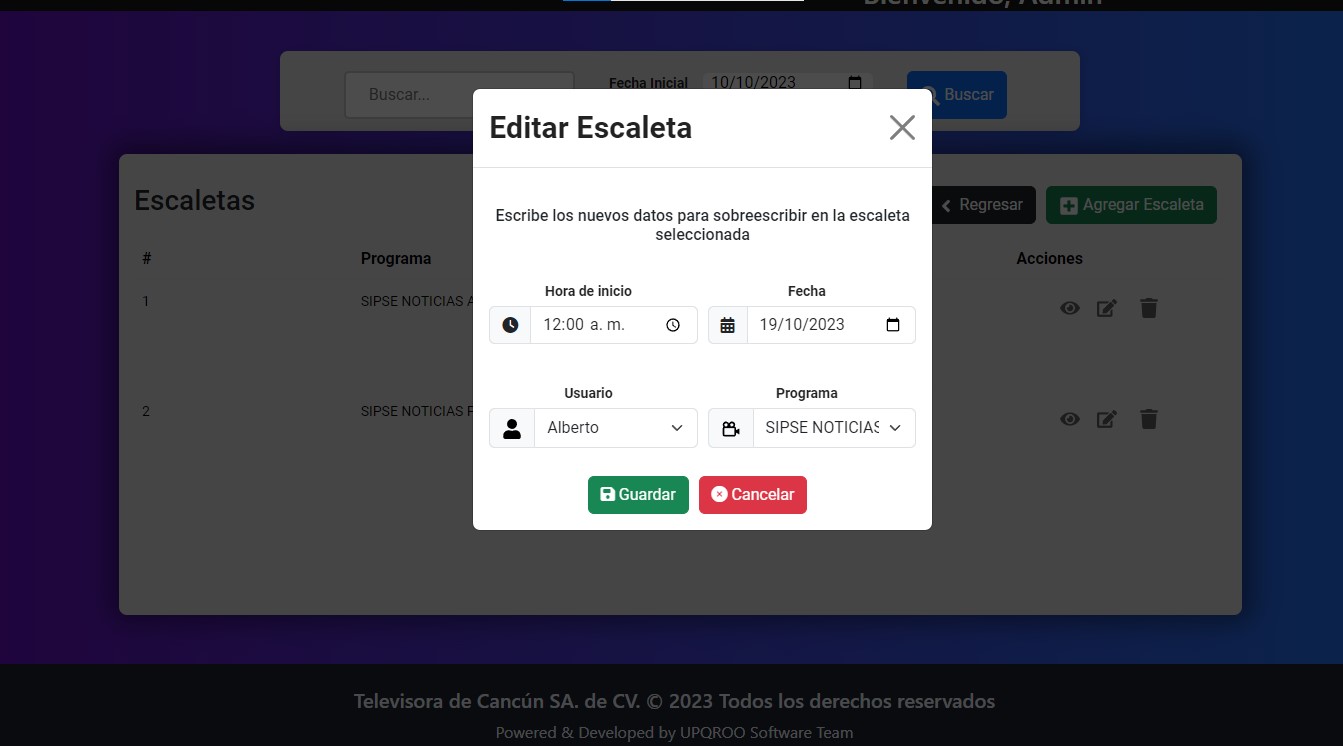 Bienvenido, Admin
Buscar...
Fecha Inicial
10/10/2023
Buscar
Editar Escaleta
Escaletas
Regresar
Agregar Escaleta
Escribe los nuevos datos para sobreescribir en la escaleta
seleccionada
#
Programa
Acciones
Hora de inicio
Fecha
1
SIPSE NOTICIAS
12:00 a. m.
19/10/2023
Usuario
Programa
2
SIPSE NOTICIAS
Alberto
SIPSE NOTICIAS
Guardar
Cancelar
Televisora de Cancún SA. de CV. © 2023 Todos los derechos reservados
Powered & Developed by UPQROO Software Team